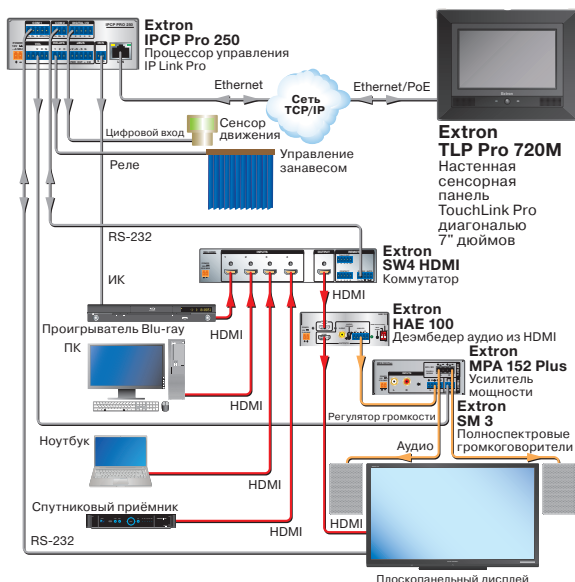 Extron
IPCP Pro 250
Процессор управления
IP Link Pro
IPCP PRO 250
Ethernet
Ethernet/PoE
Сеть
TCP/IP
Цифровой вход
Сенсор
движения
Реле
Управление
занавесом
Extron
TLP Pro 720M
Настенная
сенсорная
панель
TouchLink Pro
диагональю
7" дюймов
RS-232
ИК
Extron
SW4 HDMI
Коммутатор
HDMI
Проигрыватель Blu-ray
HDMI
Extron
HAE 100
Деэмбедер аудио из HDMI
ПК
HDMI
Extron
MPA 152 Plus
Усилитель
мощности
Регулятор громкости
Extron
SM 3
Полноспектровые
громкоговорители
Аудио
Ноутбук
HDMI
Спутниковый приёмник
HDMI
HDMI
RS-232
Плоскопанельный дисплей